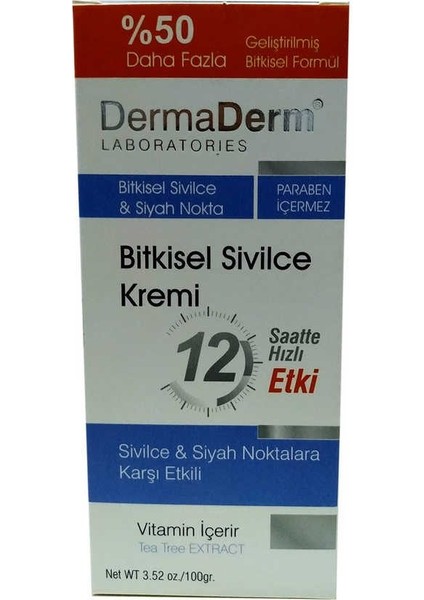 %50
Daha Fazla
Geliştirilmiş
Bitkisel Formül
DermaDerm®
LABORATORIES
Bitkisel Sivilce
& Siyah Nokta
PARABEN
İÇERMEZ
Bitkisel Sivilce
Kremi
12 Saatte
Hızlı
Etki
Sivilce & Siyah Noktalara
Karşı Etkili
Vitamin İçerir
Tea Tree EXTRACT
Net WT 3.52 oz./100gr.